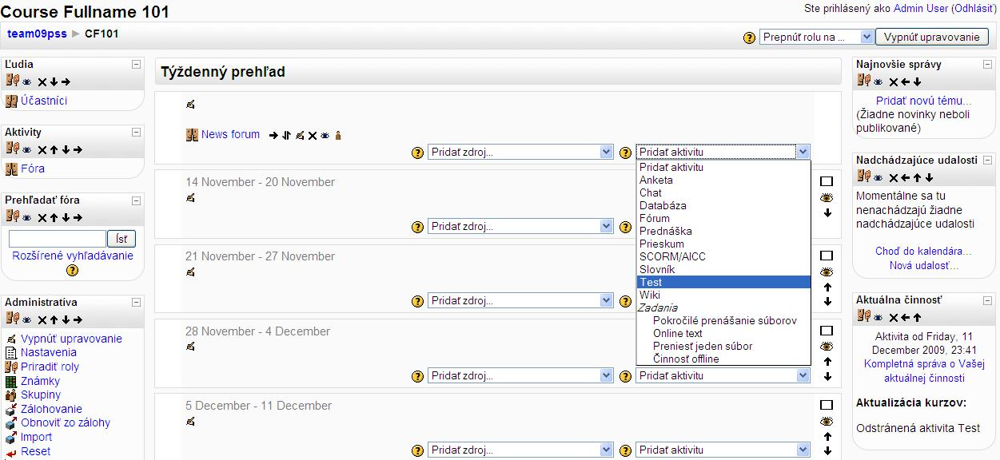 Course Fullname 101
Ste prihlásený ako Admin User (Odhlásiť)
team09pss ► CF101
Prepnúť rolu na ...
Vypnúť upravovanie
Ľudia
Účastníci
Aktivity
Fóra
Prehľadať fóra
Ísť
Rozšírené vyhľadávanie
Administratíva
Vypnúť upravovanie
Nastavenia
Priradiť roly
Známky
Skupiny
Zálohovanie
Obnoviť zo zálohy
Import
Reset
Týždenný prehľad
News forum
Pridať zdroj...
Pridať aktivitu
Pridať aktivitu
Anketa
Chat
Databáza
Fórum
Prednáška
Prieskum
SCORM/AICC
Slovník
Test
Wiki
Zadania
Pokročilé prenášanie súborov
Online text
Preniesť jeden súbor
Činnosť offline
14 November - 20 November
Pridať zdroj...
21 November - 27 November
Pridať zdroj...
28 November - 4 December
Pridať zdroj...
Pridať aktivitu
5 December - 11 December
Pridať zdroj...
Pridať aktivitu
Najnovšie správy
Pridať novú tému...
(Žiadne novinky neboli
publikované)
Nadchádzajúce udalosti
Momentálne sa tu
nenachádzajú žiadne
nadchádzajúce udalosti
Choď do kalendára...
Nová udalosť...
Aktuálna činnosť
Aktivita od Friday, 11
December 2009, 23:41
Kompletná správa o Vašej
aktuálnej činnosti
Aktualizácia kurzov:
Odstránená aktivita Test